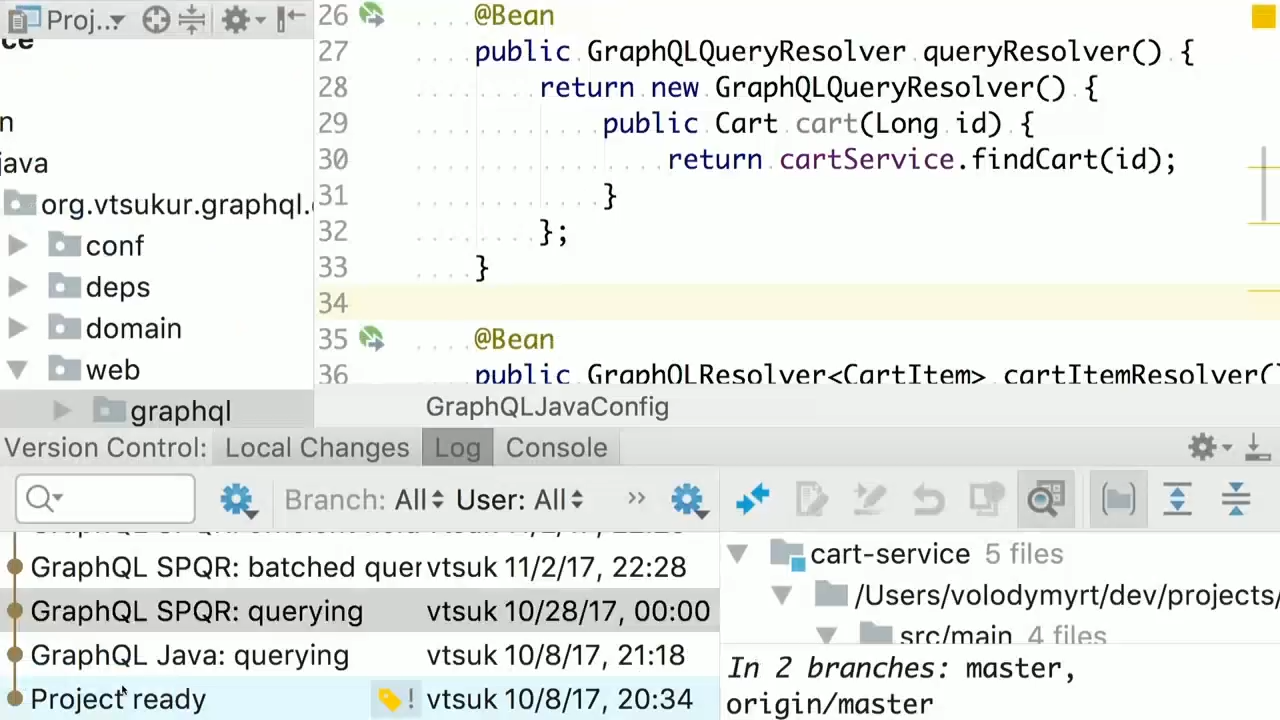 Proj...
ce
n
java
org.vtsukur.graphql.
conf
deps
domain
web
graphql
26 @Bean
27 public GraphQLQueryResolver queryResolver() {
28 return new GraphQLQueryResolver() {
29 public Cart cart(Long id) {
30 return cartService.findCart(id);
31 }
32 };
33 }
34
35 @Bean
36 public GraphQLResolver<CartItem> cartItemResolver()
GraphQLJavaConfig
Version Control: Local Changes Log Console
Branch: All User: All »
GraphQL SPQR: batched quer vtsuk 11/2/17, 22:28
GraphQL SPQR: querying vtsuk 10/28/17, 00:00
GraphQL Java: querying vtsuk 10/8/17, 21:18
Project ready ! vtsuk 10/8/17, 20:34
cart-service 5 files
/Users/volodymyrt/dev/projects/
src/main 4 files
In 2 branches: master,
origin/master